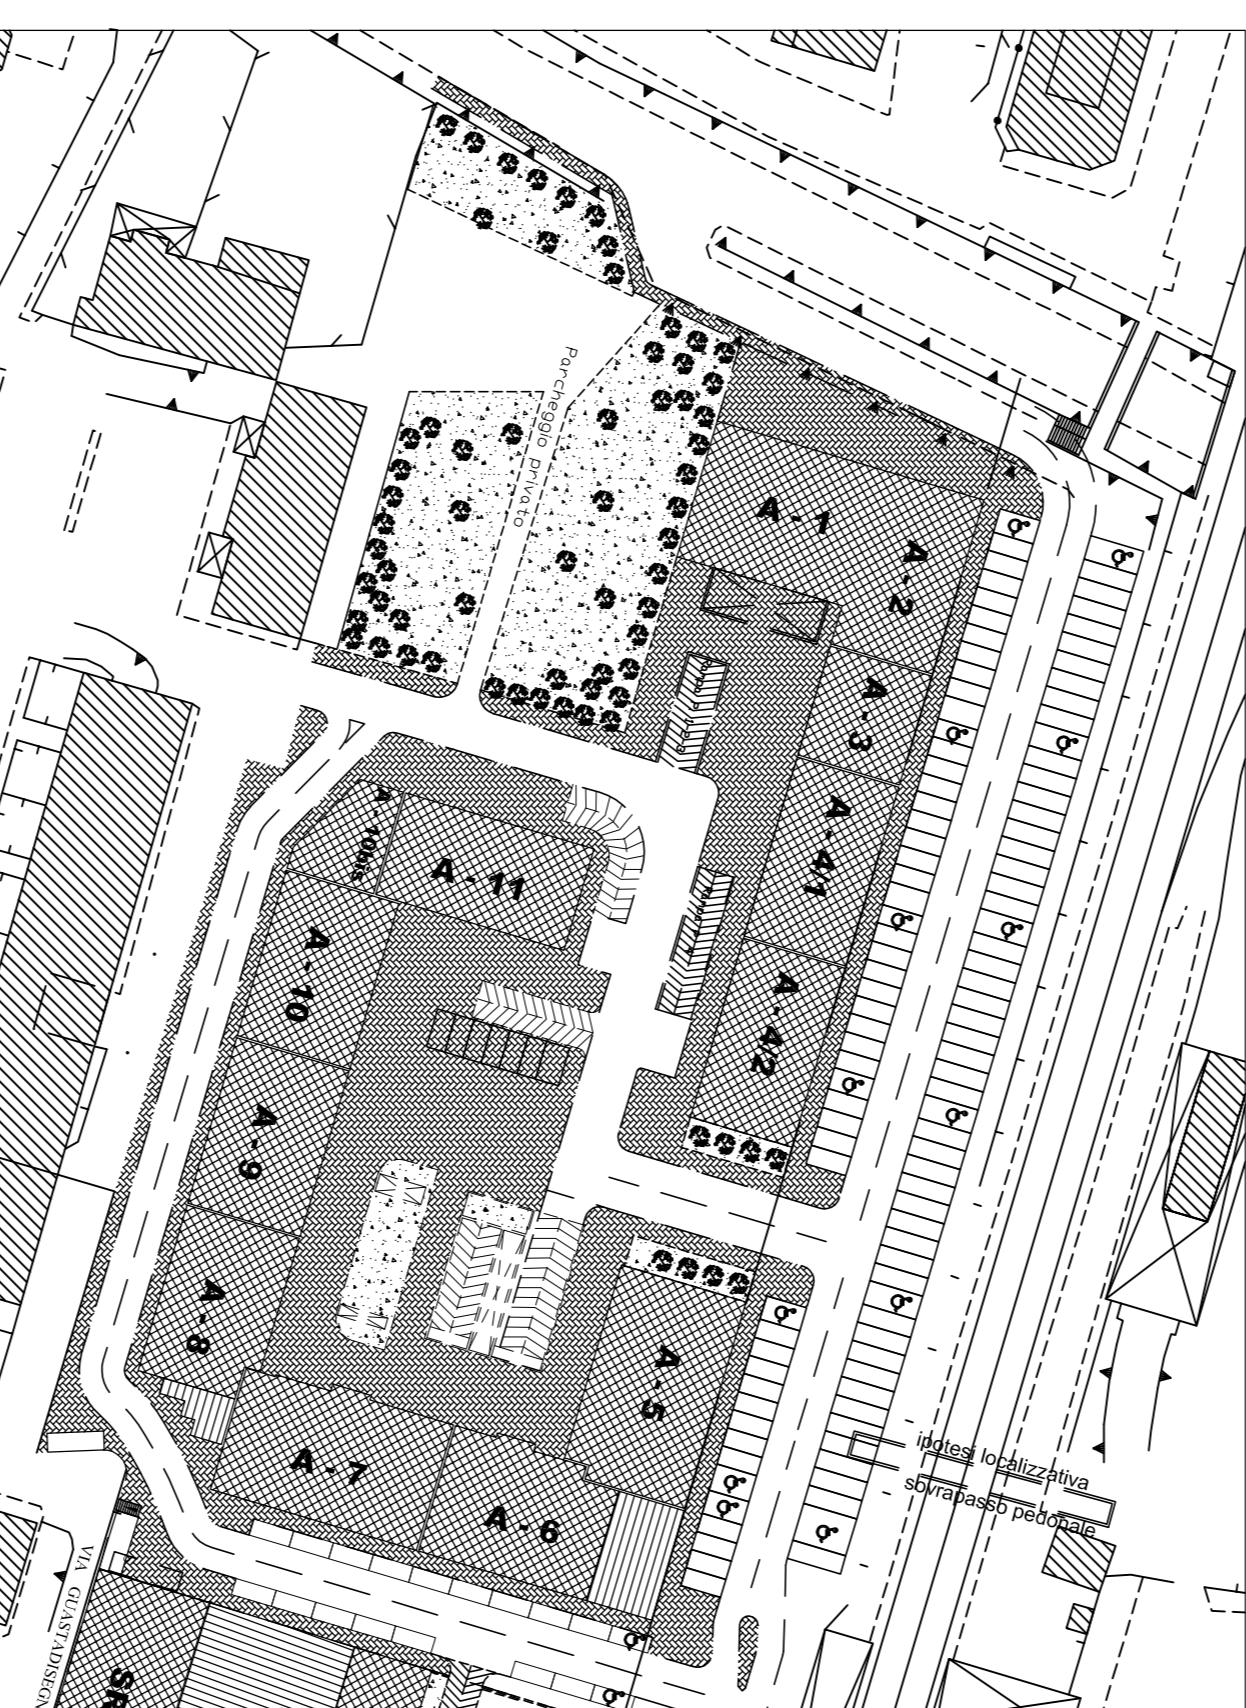 Parcheggio privato
A - 1
A - 2
A - 3
A - 4/1
A - 4/2
A - 10bis
A - 11
A - 10
A - 9
A - 8
A - 5
A - 7
A - 6
ipotesi localizzativa
sovrapasso pedonale
VIA GUASTADISEGN